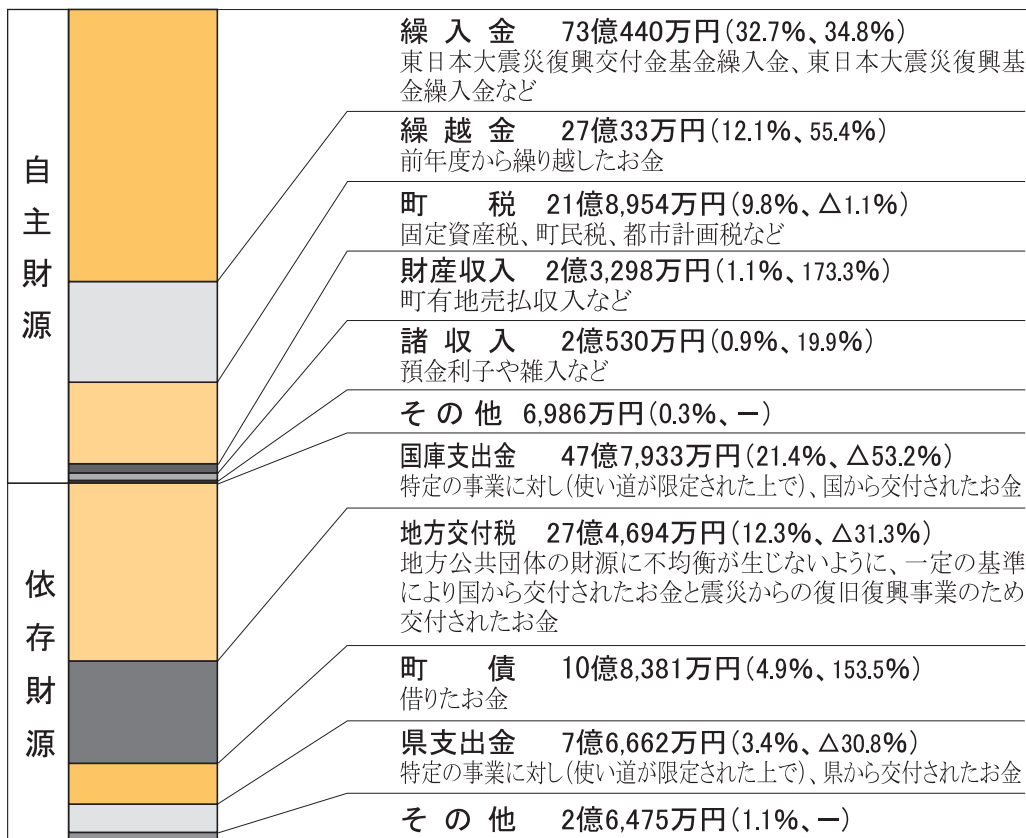 自主財源
繰入金 73億440万円(32.7%、34.8%)
東日本大震災復興交付金基金繰入金、東日本大震災復興基
金繰入金など
繰越金 27億33万円(12.1%、55.4%)
前年度から繰り越したお金
町税 21億8,954万円(9.8%、△1.1%)
固定資産税、町民税、都市計画税など
財産収入 2億3,298万円(1.1%、173.3%)
町有地売払収入など
諸収入 2億530万円(0.9%、19.9%)
預金利子や雑入など
その他 6,986万円(0.3%、－)
依存財源
国庫支出金 47億7,933万円(21.4%、△53.2%)
特定の事業に対し(使い道が限定された上で)、国から交付されたお金
地方交付税 27億4,694万円(12.3%、△31.3%)
地方公共団体の財源に不均衡が生じないように、一定の基準
により国から交付されたお金と震災からの復旧復興事業のため
交付されたお金
町債 10億8,381万円(4.9%、153.5%)
借りたお金
県支出金 7億6,662万円(3.4%、△30.8%)
特定の事業に対し(使い道が限定された上で)、県から交付されたお金
その他 2億6,475万円(1.1%、－)